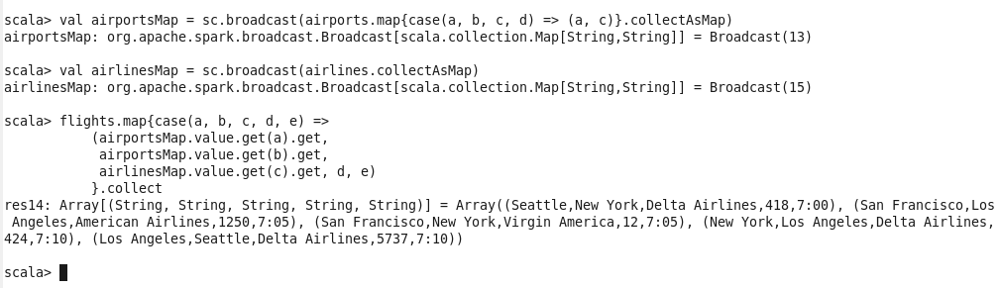 scala> val airportsMap = sc.broadcast(airports.map{case(a, b, c, d) => (a, c)}.collectAsMap)
airportsMap: org.apache.spark.broadcast.Broadcast[scala.collection.Map[String,String]] = Broadcast(13)
scala> val airlinesMap = sc.broadcast(airlines.collectAsMap)
airlinesMap: org.apache.spark.broadcast.Broadcast[scala.collection.Map[String,String]] = Broadcast(15)
scala> flights.map{case(a, b, c, d, e) =>
(airportsMap.value.get(a).get,
airportsMap.value.get(b).get,
airlinesMap.value.get(c).get, d, e)
}.collect
res14: Array[(String, String, String, String, String)] = Array((Seattle,New York,Delta Airlines,418,7:00), (San Francisco,Los
Angeles,American Airlines,1250,7:05), (San Francisco,New York,Virgin America,12,7:05), (New York,Los Angeles,Delta Airlines,
424,7:10), (Los Angeles,Seattle,Delta Airlines,5737,7:10))
scala>